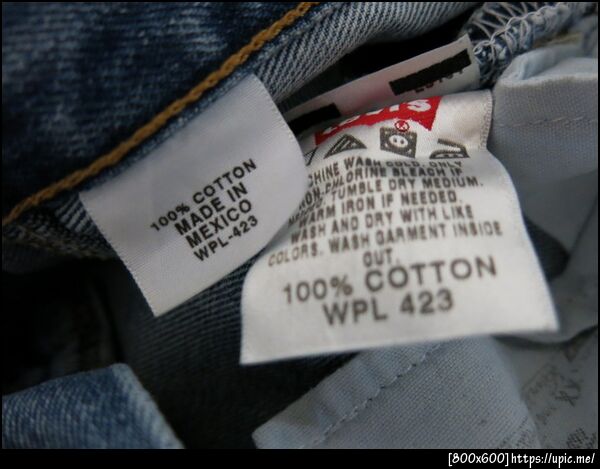 100% COTTON
MADE IN
MEXICO
WPL-423
LEVI'S
WASH COLD. ONLY
CHLORINE BLEACH IF
TUMBLE DRY MEDIUM.
WARM IRON IF NEEDED.
WASH AND DRY WITH LIKE
COLORS. WASH GARMENT INSIDE
OUT.
100% COTTON
WPL 423
[800x600]https://upic.me/